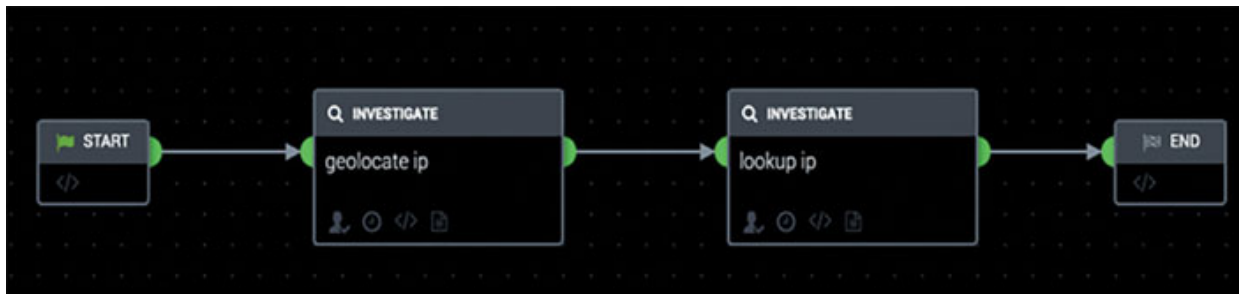 START
INVESTIGATE
geolocate ip
INVESTIGATE
lookup ip
END